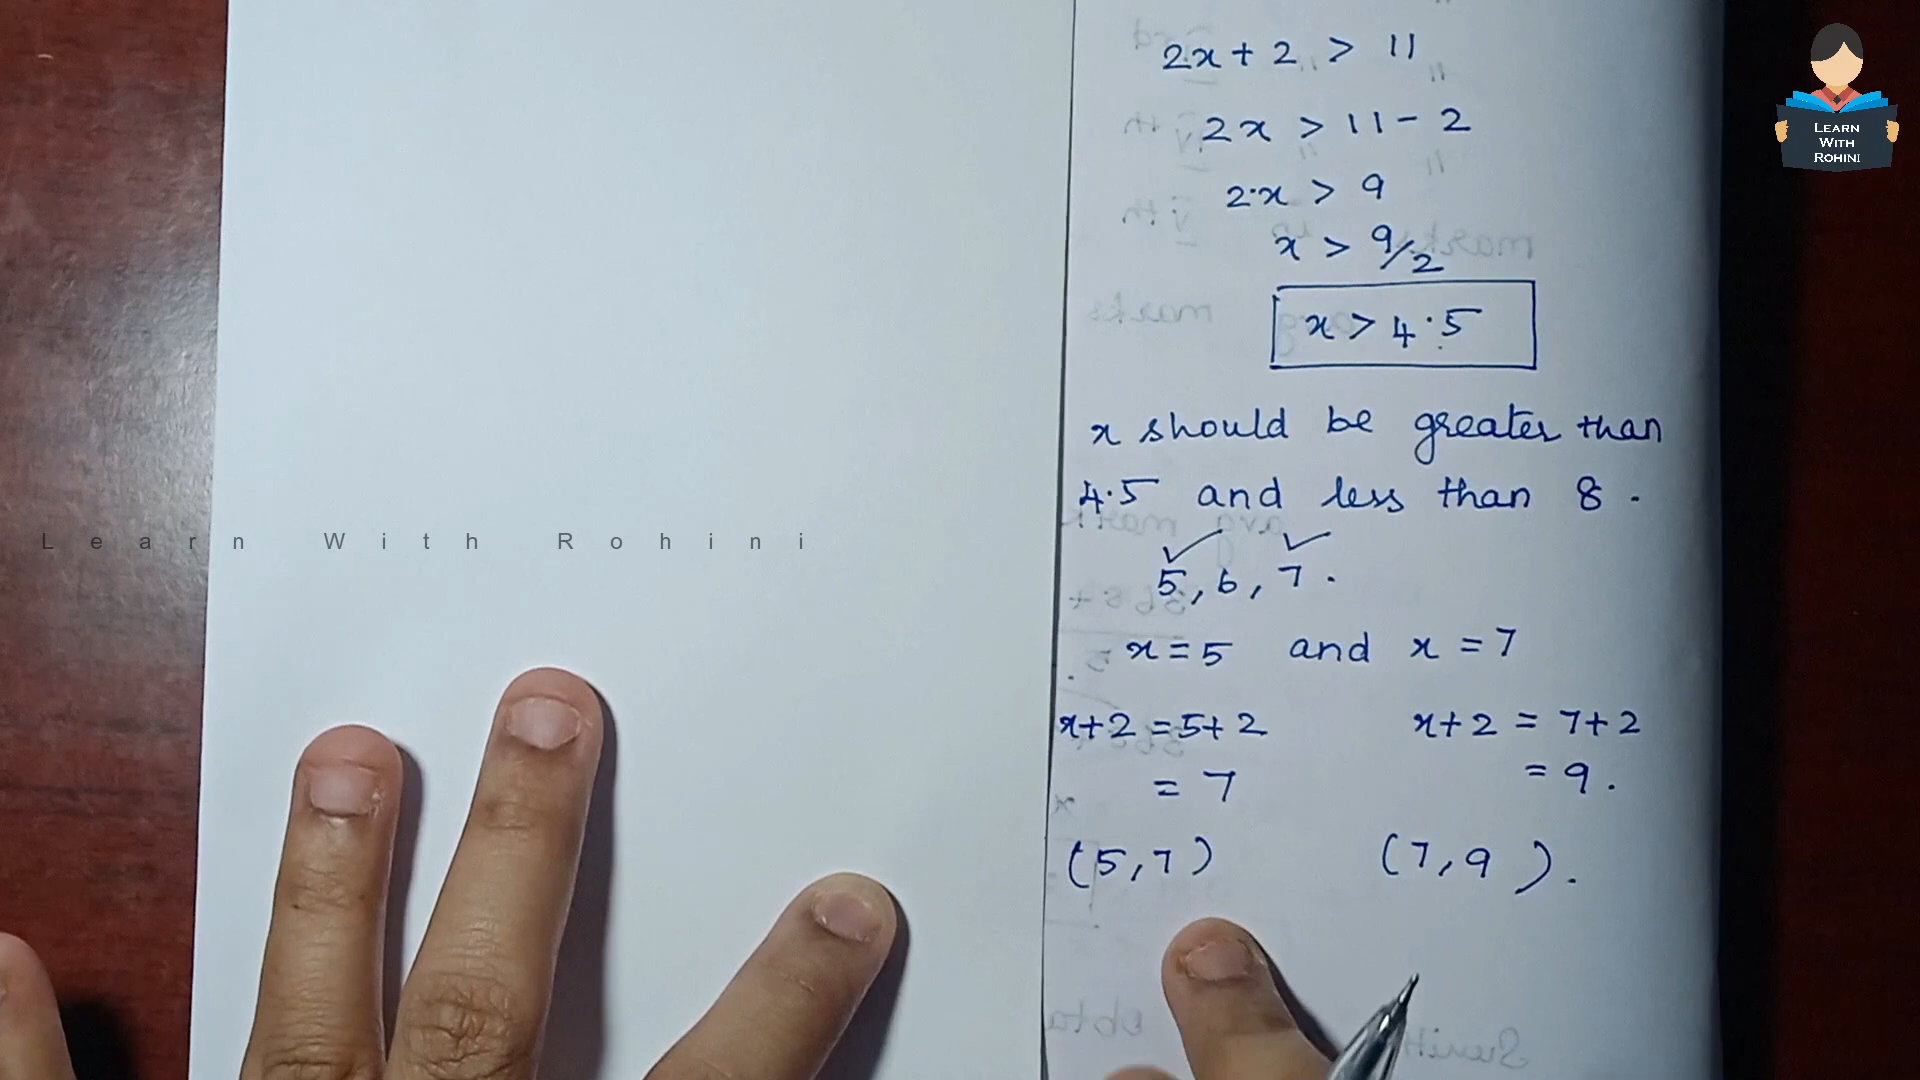 2x + 2 > 11
2x > 11 - 2
2x > 9
x > 9/2
x > 4.5
x should be greater than
4.5 and less than 8.
5, 6, 7.
x = 5 and x = 7
x+2 = 5+2 x+2 = 7+2
= 7 = 9.
(5,7) (7,9).
Learn With Rohini
LEARN
WITH
ROHINI